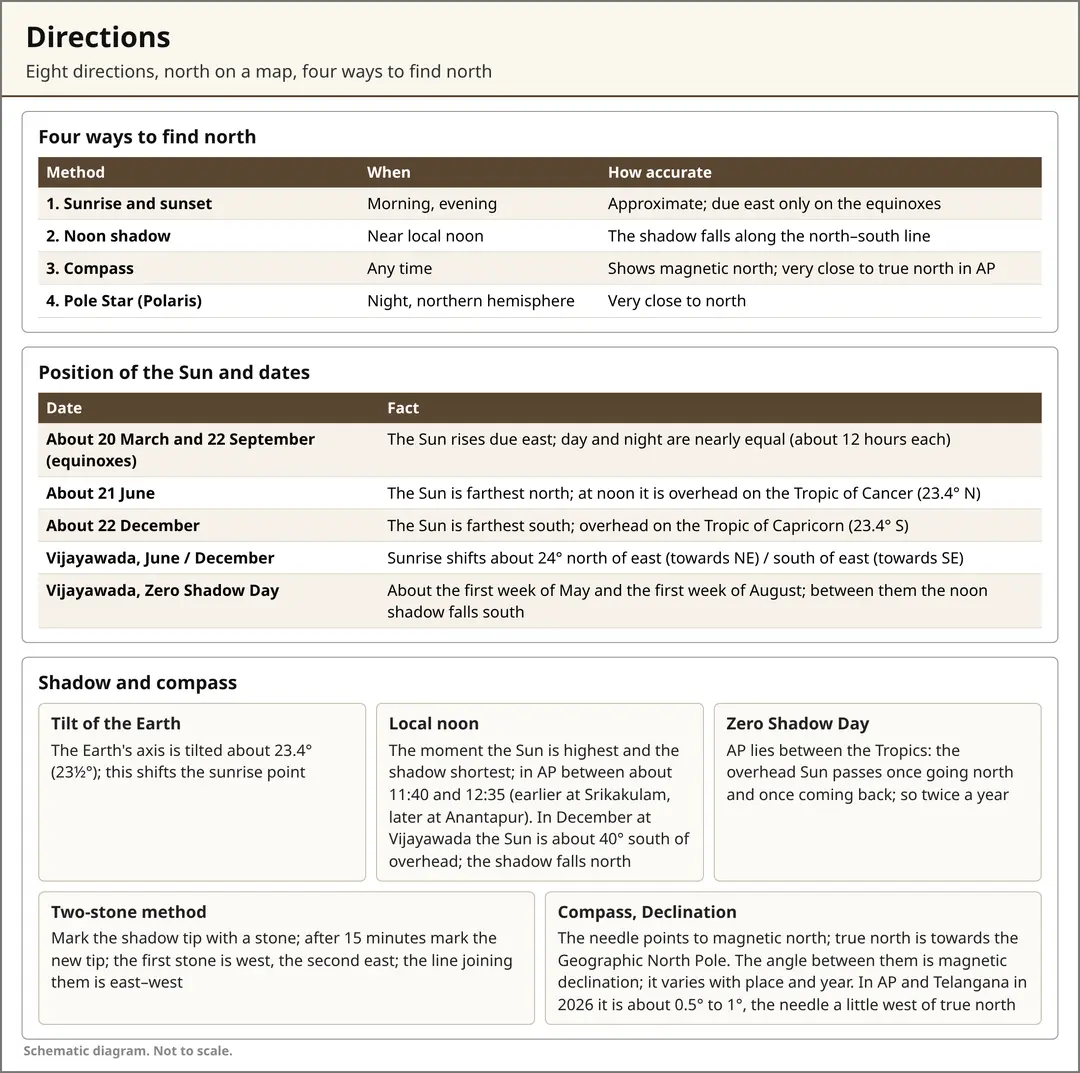 Directions
Eight directions, north on a map, four ways to find north
Four ways to find north
Method When How accurate
1. Sunrise and sunset Morning, evening Approximate; due east only on the equinoxes
2. Noon shadow Near local noon The shadow falls along the north–south line
3. Compass Any time Shows magnetic north; very close to true north in AP
4. Pole Star (Polaris) Night, northern hemisphere Very close to north
Position of the Sun and dates
Date Fact
About 20 March and 22 September
(equinoxes)
The Sun rises due east; day and night are nearly equal (about 12 hours each)
About 21 June The Sun is farthest north; at noon it is overhead on the Tropic of Cancer (23.4° N)
About 22 December The Sun is farthest south; overhead on the Tropic of Capricorn (23.4° S)
Vijayawada, June / December Sunrise shifts about 24° north of east (towards NE) / south of east (towards SE)
Vijayawada, Zero Shadow Day About the first week of May and the first week of August; between them the noon
shadow falls south
Shadow and compass
Tilt of the Earth
The Earth's axis is tilted about 23.4°
(23½°); this shifts the sunrise point
Local noon
The moment the Sun is highest and the
shadow shortest; in AP between about
11:40 and 12:35 (earlier at Srikakulam,
later at Anantapur). In December at
Vijayawada the Sun is about 40° south of
overhead; the shadow falls north
Zero Shadow Day
AP lies between the Tropics: the
overhead Sun passes once going north
and once coming back; so twice a year
Two-stone method
Mark the shadow tip with a stone; after 15 minutes mark the
new tip; the first stone is west, the second east; the line joining
them is east–west
Compass, Declination
The needle points to magnetic north; true north is towards the
Geographic North Pole. The angle between them is magnetic
declination; it varies with place and year. In AP and Telangana in
2026 it is about 0.5° to 1°, the needle a little west of true north
Schematic diagram. Not to scale.